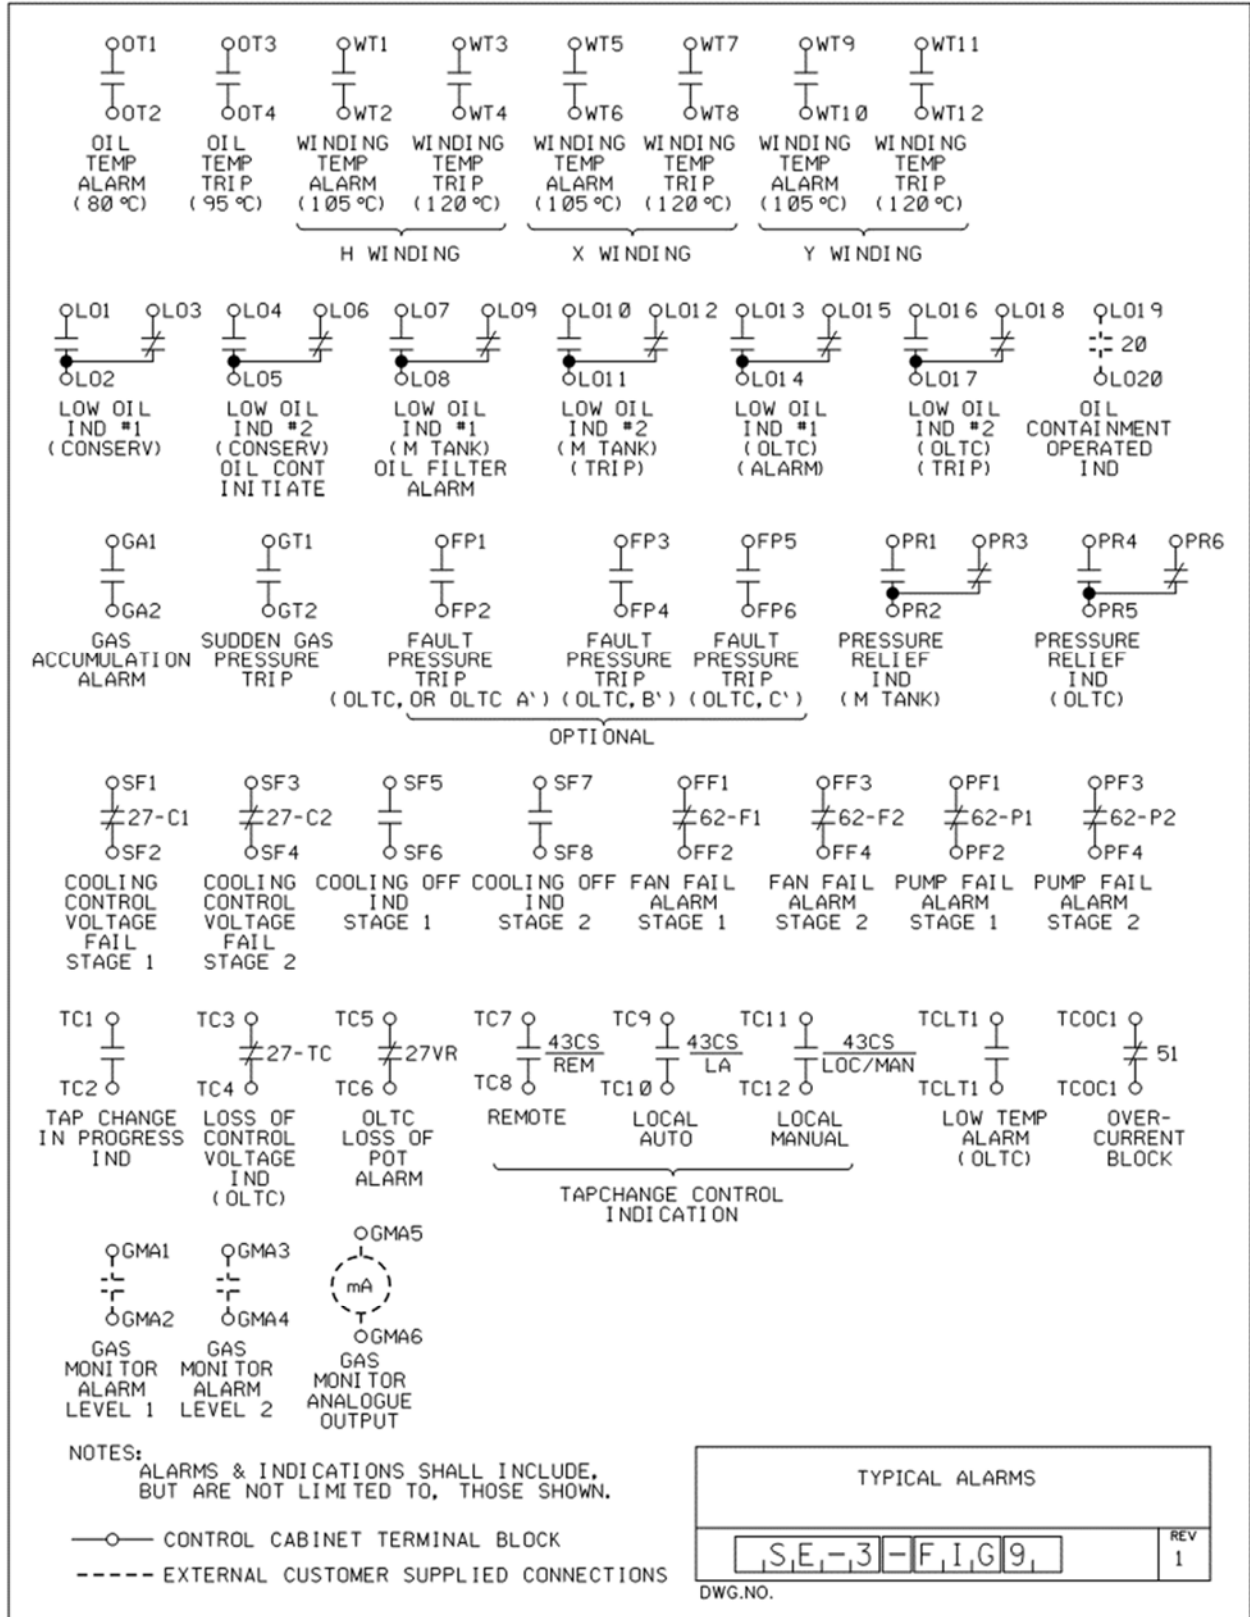 OT1 OT3 WT1 WT3 WT5 WT7 WT9 WT11
OT2 OT4 WT2 WT4 WT6 WT8 WT10 WT12
OIL OIL WINDING WINDING WINDING WINDING WINDING WINDING
TEMP TEMP TEMP TEMP TEMP TEMP TEMP TEMP
ALARM TRIP ALARM TRIP ALARM TRIP ALARM TRIP
(80 °C) (95 °C) (105 °C) (120 °C) (105 °C) (120 °C) (105 °C) (120 °C)
H WINDING X WINDING Y WINDING
LO1 LO3 LO4 LO6 LO7 LO9 LO10 LO12 LO13 LO15 LO16 LO18 LO19
20
LO2 LO5 LO8 LO11 LO14 LO17 LO20
LOW OIL LOW OIL LOW OIL LOW OIL LOW OIL LOW OIL OIL
IND #1 IND #2 IND #1 IND #2 IND #1 IND #2 CONTAINMENT
(CONSERV) (CONSERV) (M TANK) (M TANK) (OLTC) (OLTC) OPERATED
OIL CONT OIL FILTER (TRIP) (ALARM) (TRIP) IND
INITIATE ALARM
GA1 GT1 FP1 FP3 FP5 PR1 PR3 PR4 PR6
GA2 GT2 FP2 FP4 FP6 PR2 PR5
GAS SUDDEN GAS FAULT FAULT FAULT PRESSURE PRESSURE
ACCUMULATION PRESSURE PRESSURE PRESSURE PRESSURE RELIEF RELIEF
ALARM TRIP TRIP TRIP TRIP IND IND
(OLTC, OR OLTC A') (OLTC, B') (OLTC, C') (M TANK) (OLTC)
OPTIONAL
SF1 SF3 SF5 SF7 FF1 FF3 PF1 PF3
27-C1 27-C2 62-F1 62-F2 62-P1 62-P2
SF2 SF4 SF6 SF8 FF2 FF4 PF2 PF4
COOLING COOLING COOLING OFF COOLING OFF FAN FAIL FAN FAIL PUMP FAIL PUMP FAIL
CONTROL CONTROL IND IND ALARM ALARM ALARM ALARM
VOLTAGE VOLTAGE STAGE 1 STAGE 2 STAGE 1 STAGE 2 STAGE 1 STAGE 2
FAIL FAIL
STAGE 1 STAGE 2
TC1 TC3 TC5 TC7 TC9 TC11 TCLT1 TCOC1
27-TC 27VR 43CS 43CS 43CS 51
REM LA LOC/MAN
TC2 TC4 TC6 TC8 TC10 TC12 TCLT1 TCOC1
TAP CHANGE LOSS OF OLTC REMOTE LOCAL LOCAL LOW TEMP OVER-
IN PROGRESS CONTROL LOSS OF AUTO MANUAL ALARM CURRENT
IND VOLTAGE POT (OLTC) BLOCK
IND ALARM
(OLTC)
TAPCHANGE CONTROL
INDICATION
GMA1 GMA3 GMA5
mA
GMA2 GMA4 GMA6
GAS GAS GAS
MONITOR MONITOR MONITOR
ALARM ALARM ANALOGUE
LEVEL 1 LEVEL 2 OUTPUT
NOTES:
ALARMS & INDICATIONS SHALL INCLUDE,
BUT ARE NOT LIMITED TO, THOSE SHOWN.
CONTROL CABINET TERMINAL BLOCK
EXTERNAL CUSTOMER SUPPLIED CONNECTIONS
TYPICAL ALARMS
SE-3-FIG9
REV
1
DWG.NO.